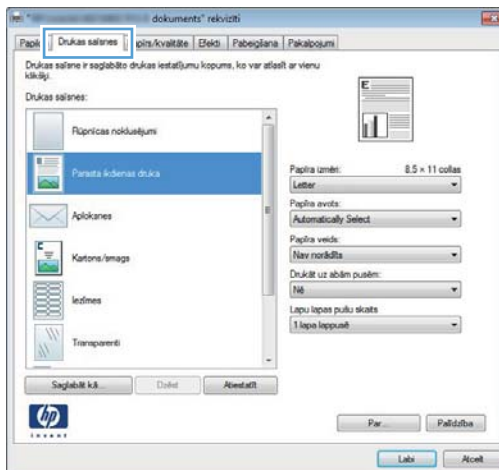 dokuments" rekvizīti
Drukas saīsnes
Efekti
Pabeigšana
Pakalpojumi
Drukas saīsne ir saglabāto drukas iestatījumu kopums, ko var atlasīt ar vienu
klikšķi.
Drukas saīsnes:
Rūpnīcas noklusējumi
Parasta ikdienas druka
Aploksnes
Kartons/smags
Iezīmes
Transparenti
Saglabāt kā...
Dzēst
Atiestatīt
E
Papīra izmēri:
8.5 × 11 collas
Letter
Papīra avots:
Automatically Select
Papīra veids:
Nav norādīts
Drukāt uz abām pusēm:
Nē
Lapu lapas pušu skaits
1 lapa lappusē
hp
invent
Par...
Palīdzība
Labi
Atcelt